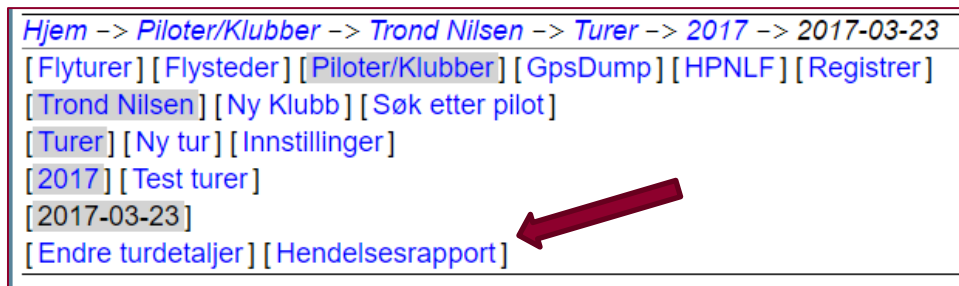 Hjem –> Piloter/Klubber –> Trond Nilsen –> Turer –> 2017 –> 2017-03-23
[ Flyturer ] [ Flysteder ] [ Piloter/Klubber ] [ GpsDump ] [ HPNLF ] [ Registrer ]
[ Trond Nilsen ] [ Ny Klubb ] [ Søk etter pilot ]
[ Turer ] [ Ny tur ] [ Innstillinger ]
[ 2017 ] [ Test turer ]
[ 2017-03-23 ]
[ Endre turdetaljer ] [ Hendelsesrapport ]